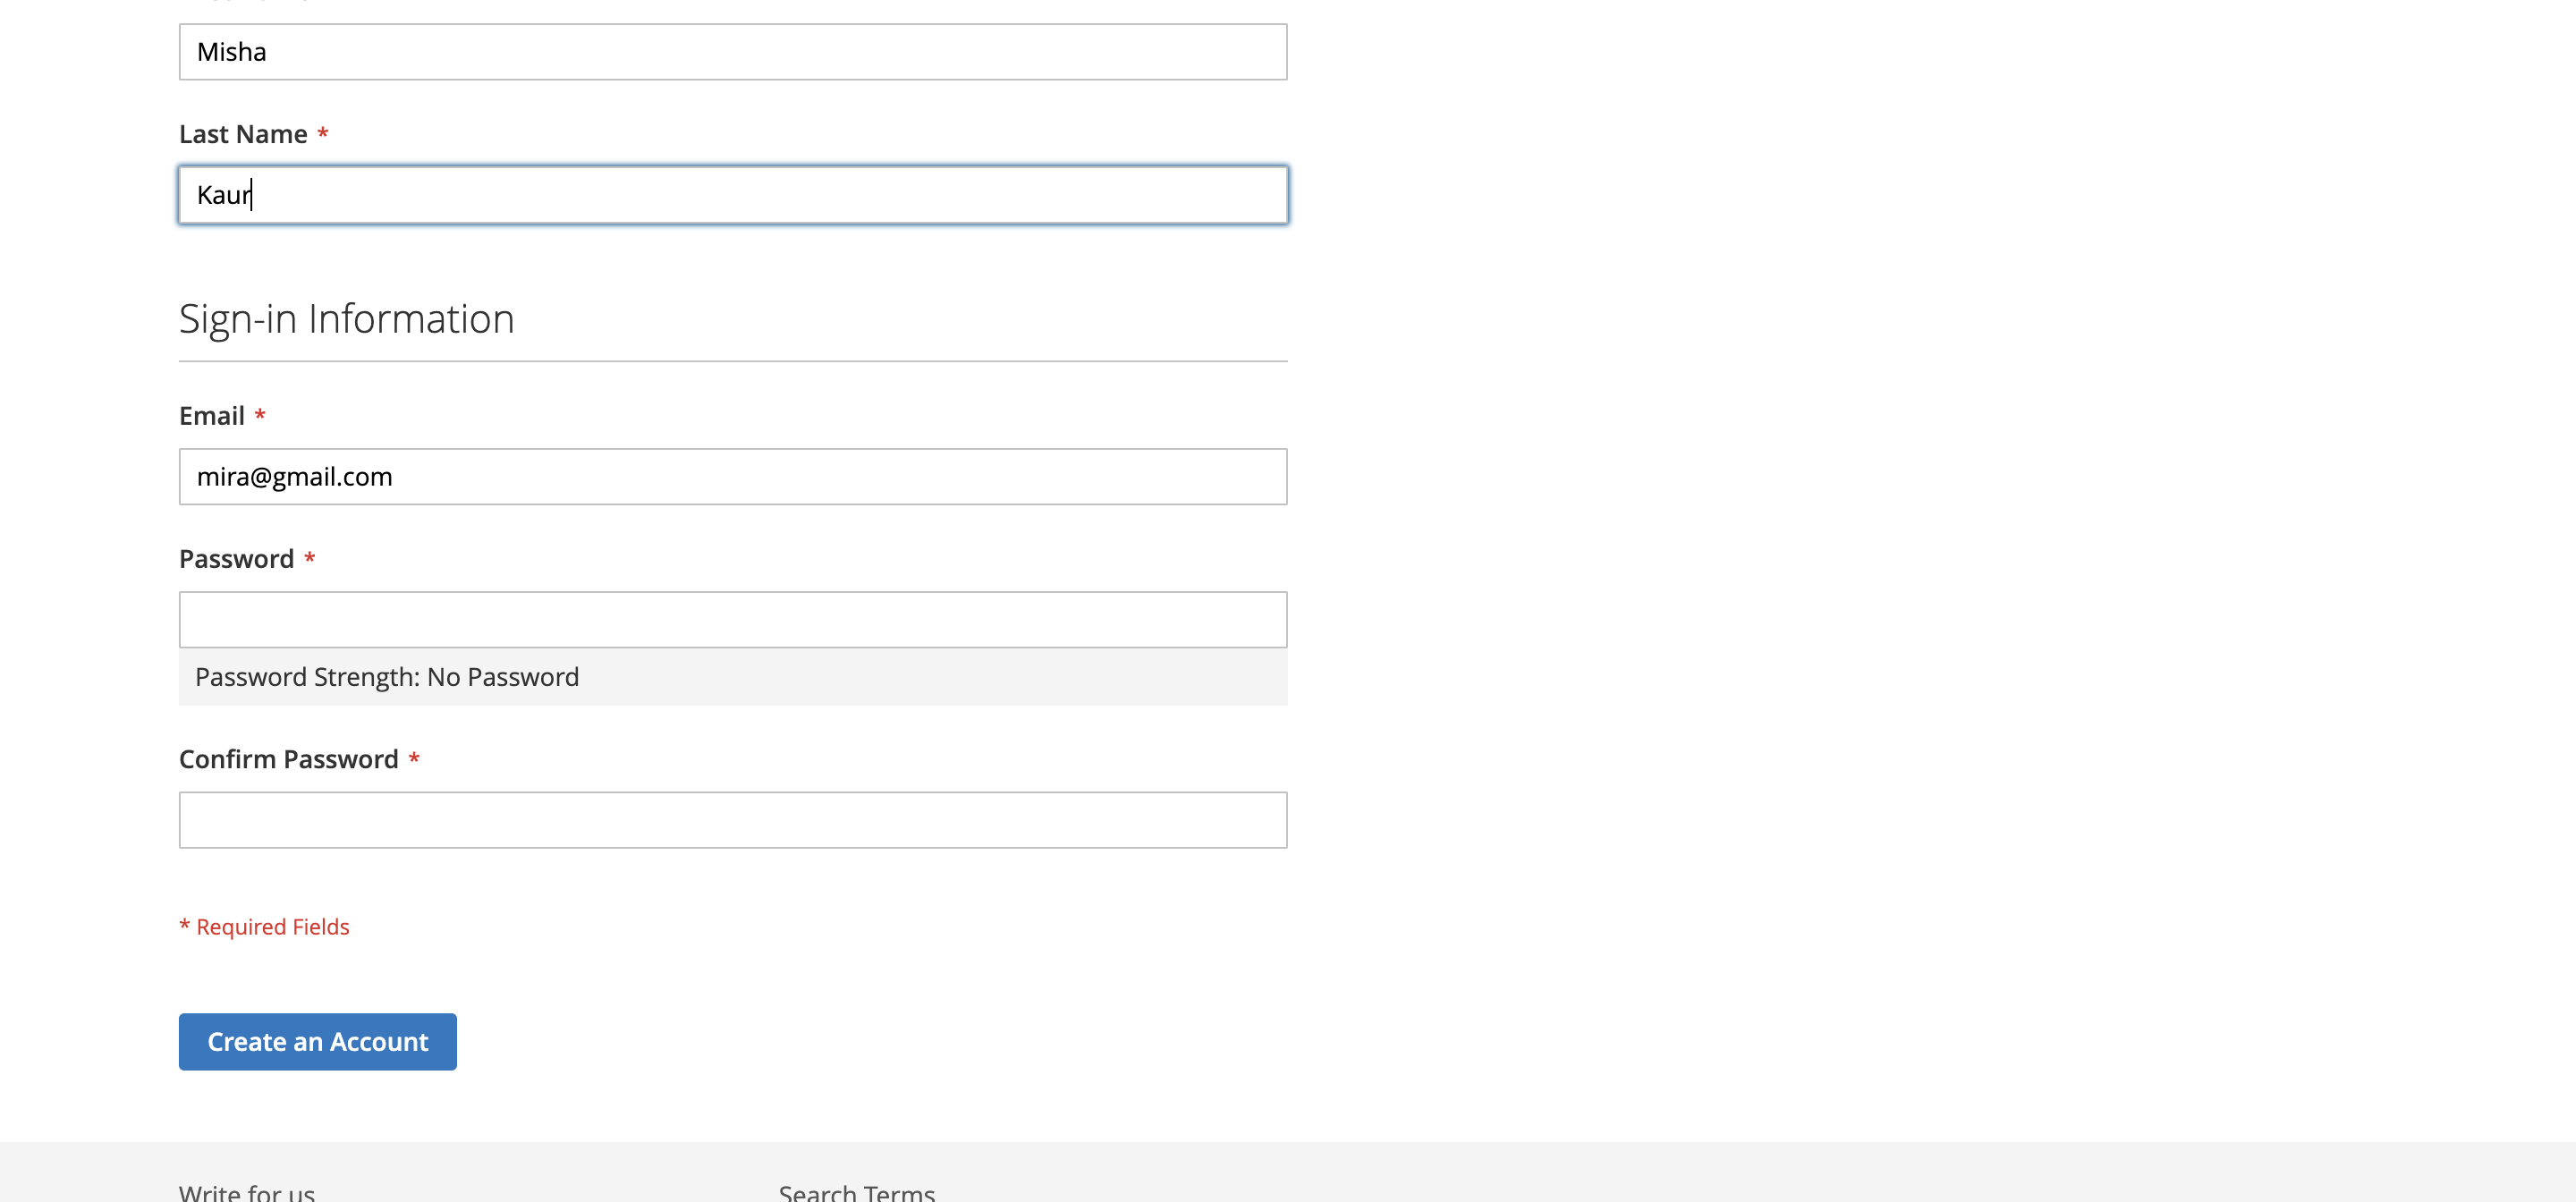 Misha
Last Name *
Kaur
Sign-in Information
Email *
mira@gmail.com
Password *
Password Strength: No Password
Confirm Password *
* Required Fields
Create an Account
Write for us
Search Terms